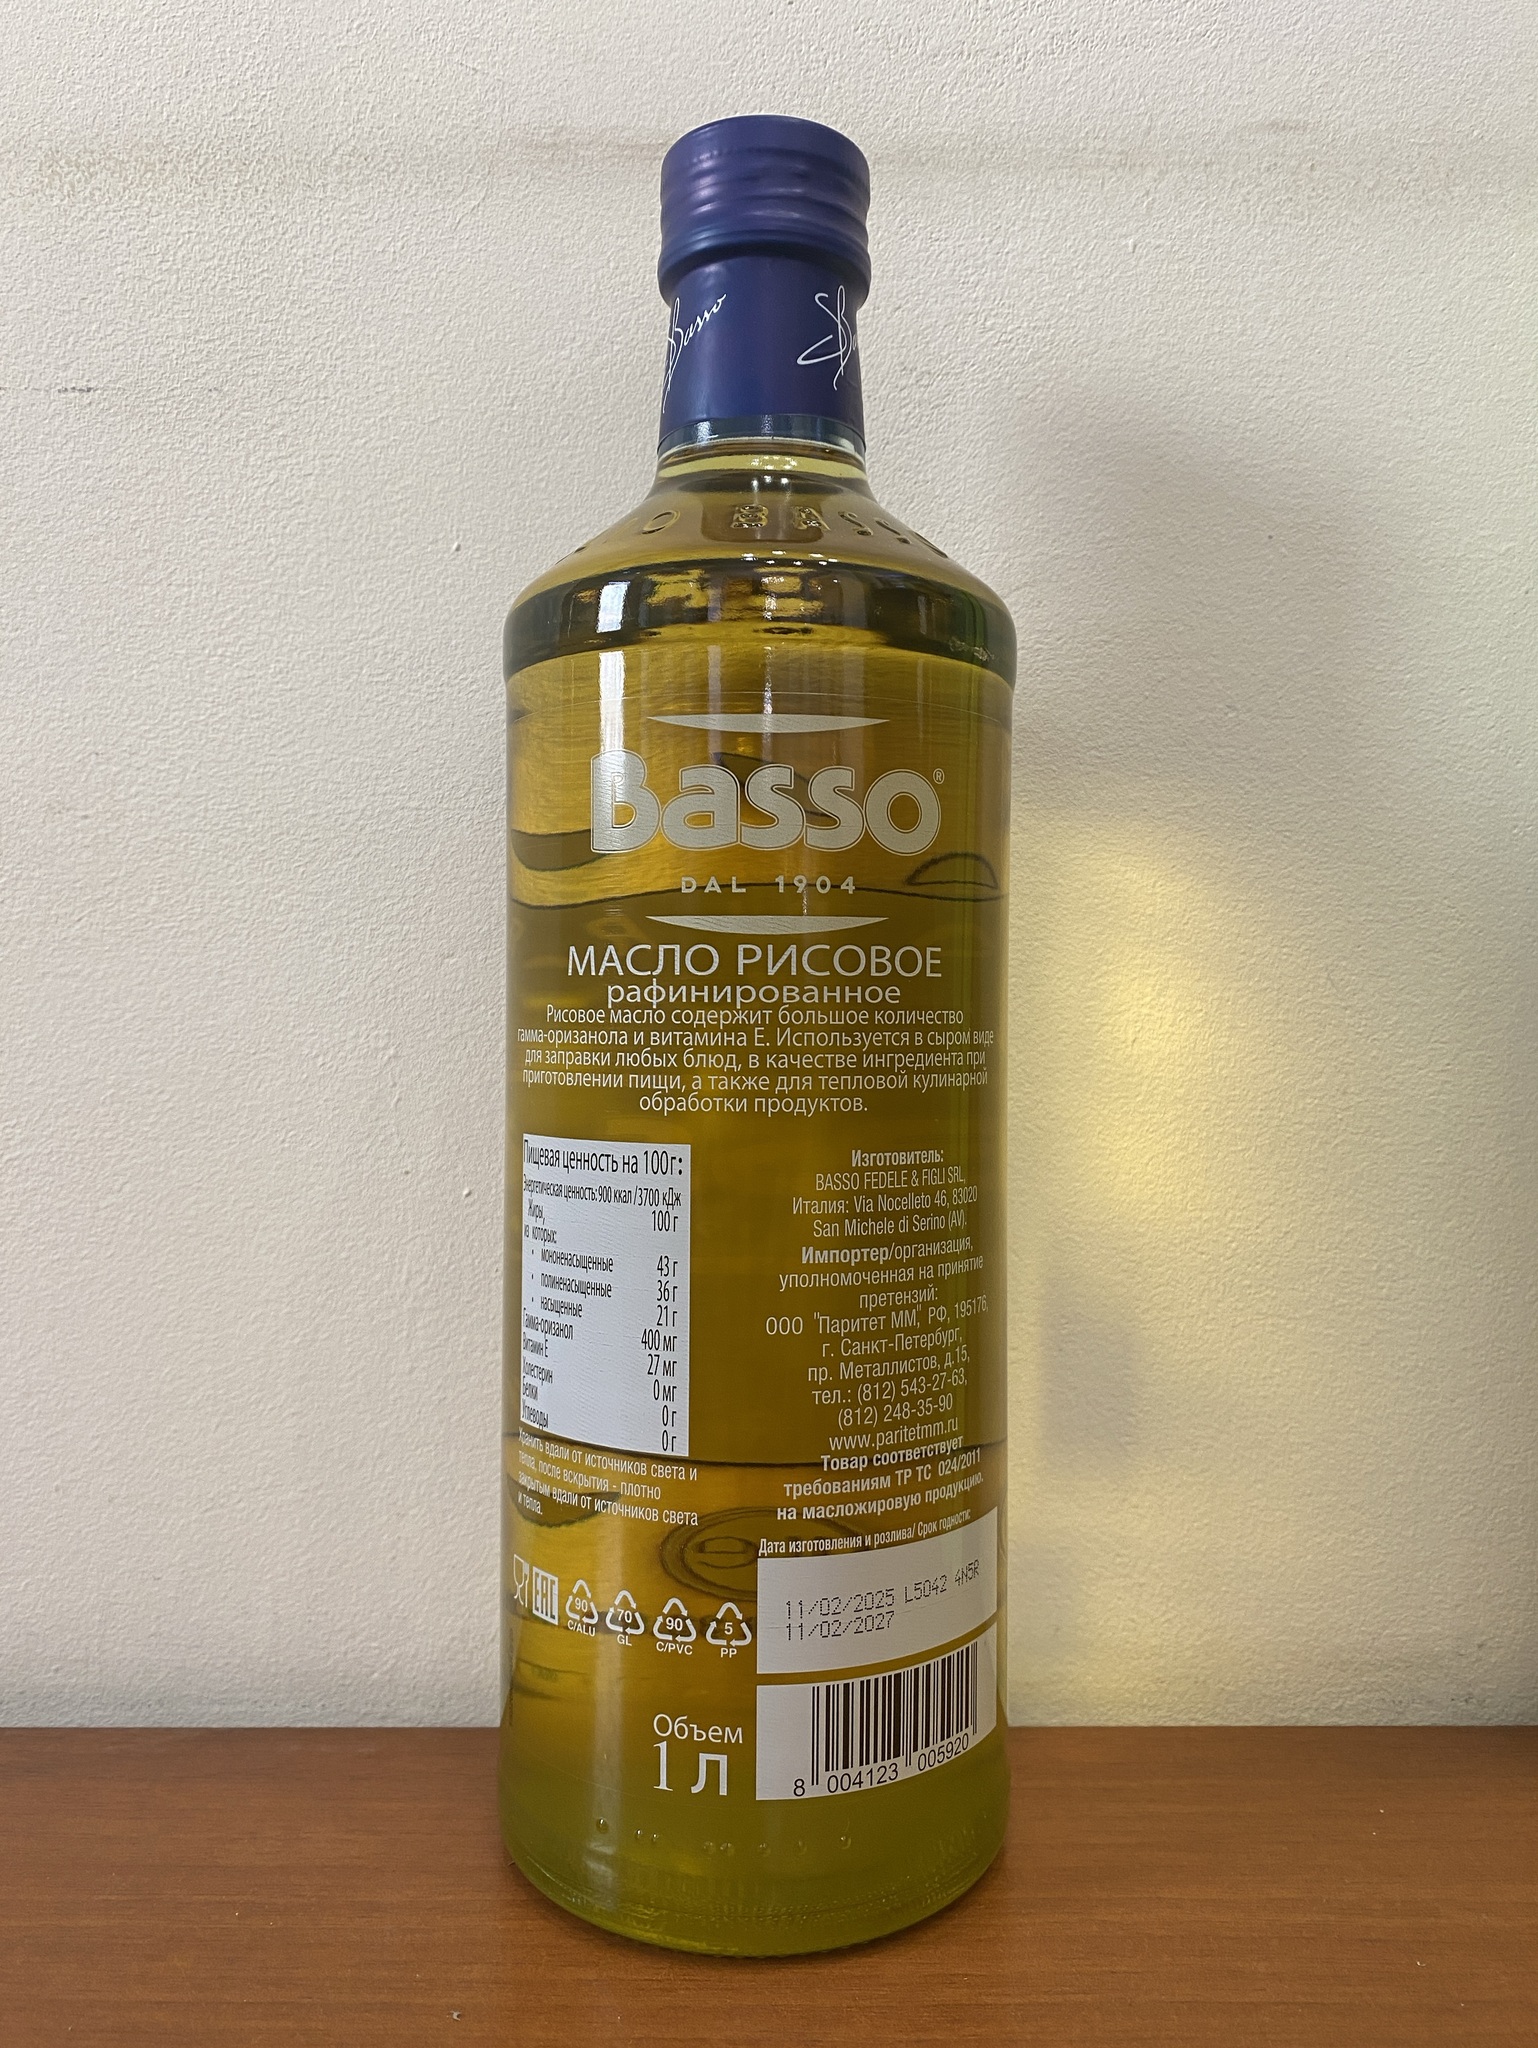 Basso
Basso®
DAL 1904
МАСЛО РИСОВОЕ
рафинированное
Рисовое масло содержит большое количество
гамма-оризанола и витамина Е. Используется в сыром виде
для заправки любых блюд, в качестве ингредиента при
приготовлении пищи, а также для тепловой кулинарной
обработки продуктов.
Пищевая ценность на 100г:
Энергетическая ценность: 900 ккал /3700 кДж
Жиры, 100 г
из которых:
• мононенасыщенные 43 г
• полиненасыщенные 36 г
• насыщенные 21 г
Гамма-оризанол 400 мг
Витамин Е 27 мг
Холестерин 0 мг
Белки 0 г
Углеводы 0 г
Хранить вдали от источников света и
тепла, после вскрытия - плотно
закрытым вдали от источников света
и тепла.
Изготовитель:
BASSO FEDELE & FIGLI SRL,
Италия: Via Nocelleto 46, 83020
San Michele di Serino (AV).
Импортер/организация,
уполномоченная на принятие
претензий:
ООО "Паритет ММ," РФ, 195176,
г. Санкт-Петербург,
пр. Металлистов, д.15,
тел.: (812) 543-27-63,
(812) 248-35-90
www.paritetmm.ru
Товар соответствует
требованиям ТР ТС 024/2011
на масложировую продукцию.
Дата изготовления и розлива/ Срок годности:
11/02/2025 L5042 4N5R
11/02/2027
EAC
90
C/ALU
70
GL
90
C/PVC
5
PP
Объем
1 л
8 004123 005920